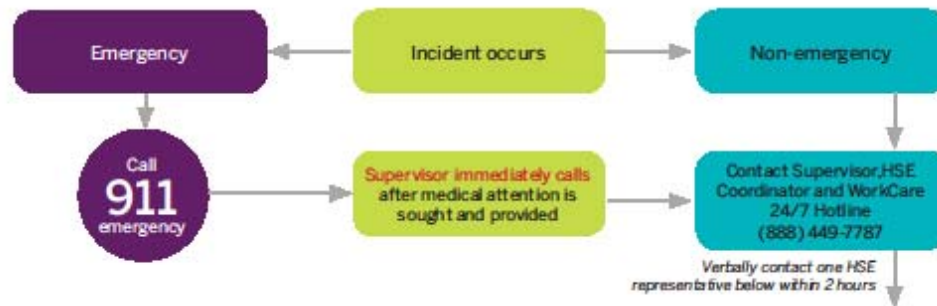 Emergency
Incident occurs
Non-emergency
Call
911
emergency
Supervisor immediately calls
after medical attention is
sought and provided
Contact Supervisor,HSE
Coordinator and WorkCare
24/7 Hotline
(888) 449-7787
Verbally contact one HSE
representative below within 2 hours